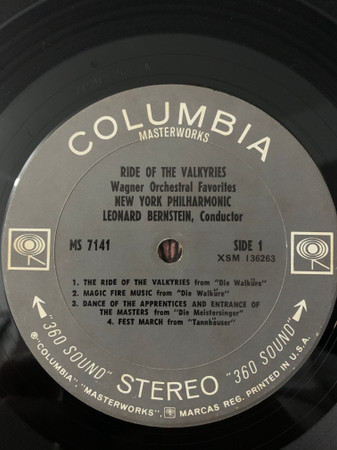 COLUMBIA
MASTERWORKS
RIDE OF THE VALKYRIES
Wagner Orchestral Favorites
NEW YORK PHILHARMONIC
LEONARD BERNSTEIN, Conductor
MS 7141
SIDE 1
XSM 136263
1. THE RIDE OF THE VALKYRIES from "Die Walküre"
2. MAGIC FIRE MUSIC from "Die Walküre"
3. DANCE OF THE APPRENTICES AND ENTRANCE OF
THE MASTERS from "Die Meistersinger"
4. FEST MARCH from "Tannhäuser"
"360 SOUND" STEREO "360 SOUND"
℗"COLUMBIA", "MASTERWORKS", MARCAS REG. PRINTED IN U.S.A.